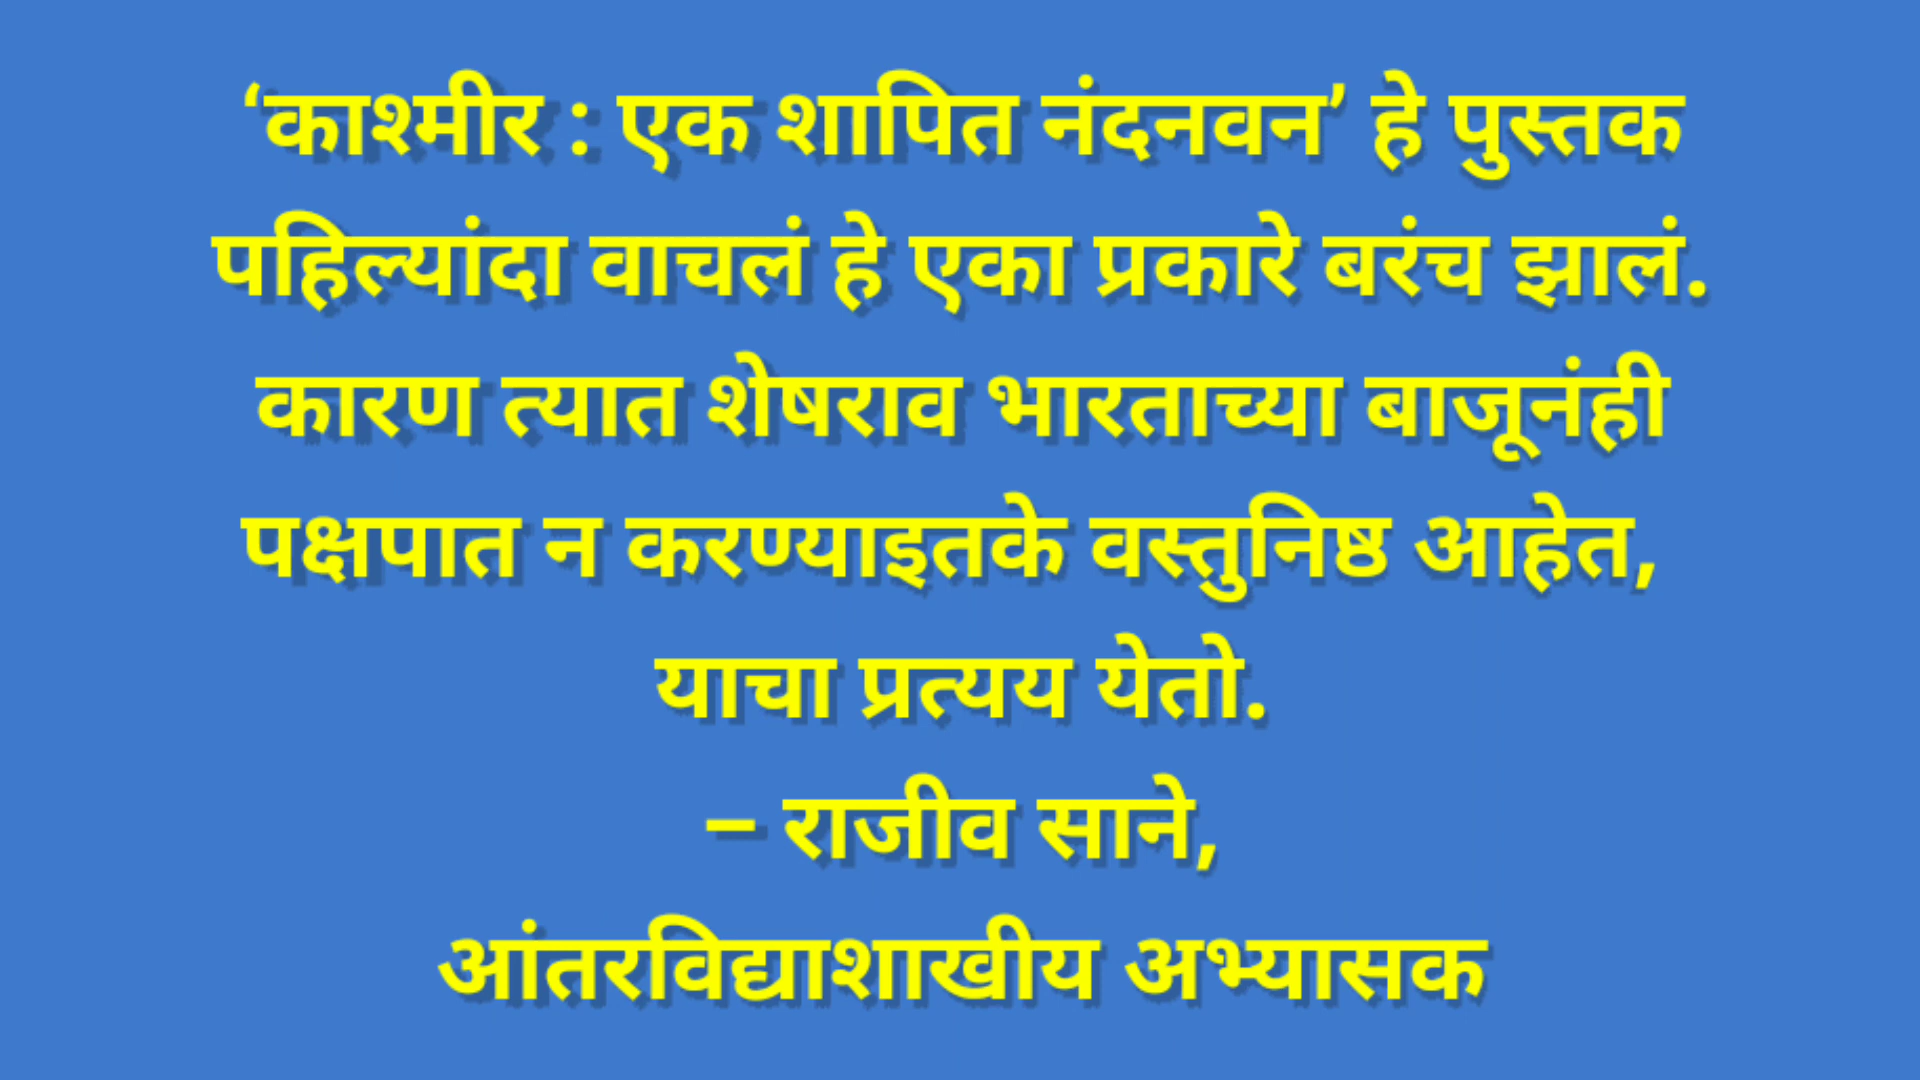 ‘काश्मीर : एक शापित नंदनवन’ हे पुस्तक
पहिल्यांदा वाचलं हे एका प्रकारे बरंच झालं.
कारण त्यात शेषराव भारताच्या बाजूनंही
पक्षपात न करण्याइतके वस्तुनिष्ठ आहेत,
याचा प्रत्यय येतो.
– राजीव साने,
आंतरविद्याशाखीय अभ्यासक